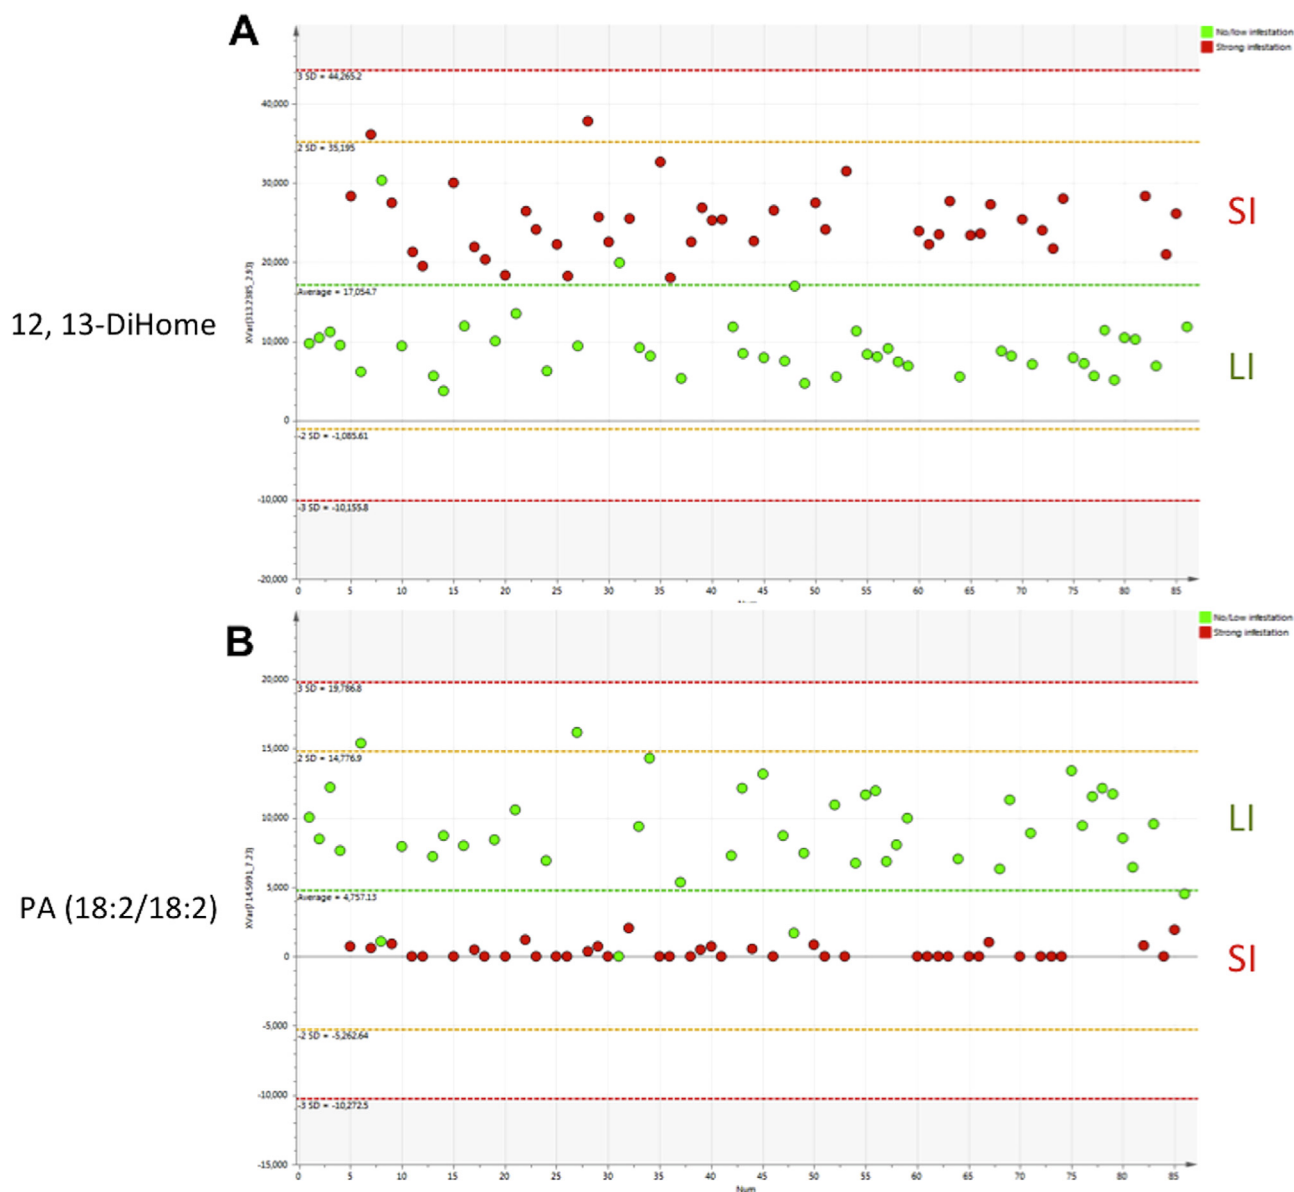 A
No/low infestation
Strong infestation
3 SD = 44,265.2
40,000
2 SD = 35,195
30,000
SI
20,000
Average = 17,054.7
12, 13-DiHome
10,000
LI
0
-2 SD = -1,085.61
-10,000
-3 SD = -10,155.8
-20,000
0 5 10 15 20 25 30 35 40 45 50 55 60 65 70 75 80 85
B
No/Low infestation
Strong infestation
20,000
3 SD = 19,786.8
15,000
2 SD = 14,776.9
10,000
LI
5,000
Average = 4,757.13
PA (18:2/18:2)
0
SI
-5,000
-2 SD = -5,262.64
-10,000
-3 SD = -10,272.5
-15,000
0 5 10 15 20 25 30 35 40 45 50 55 60 65 70 75 80 85
Num